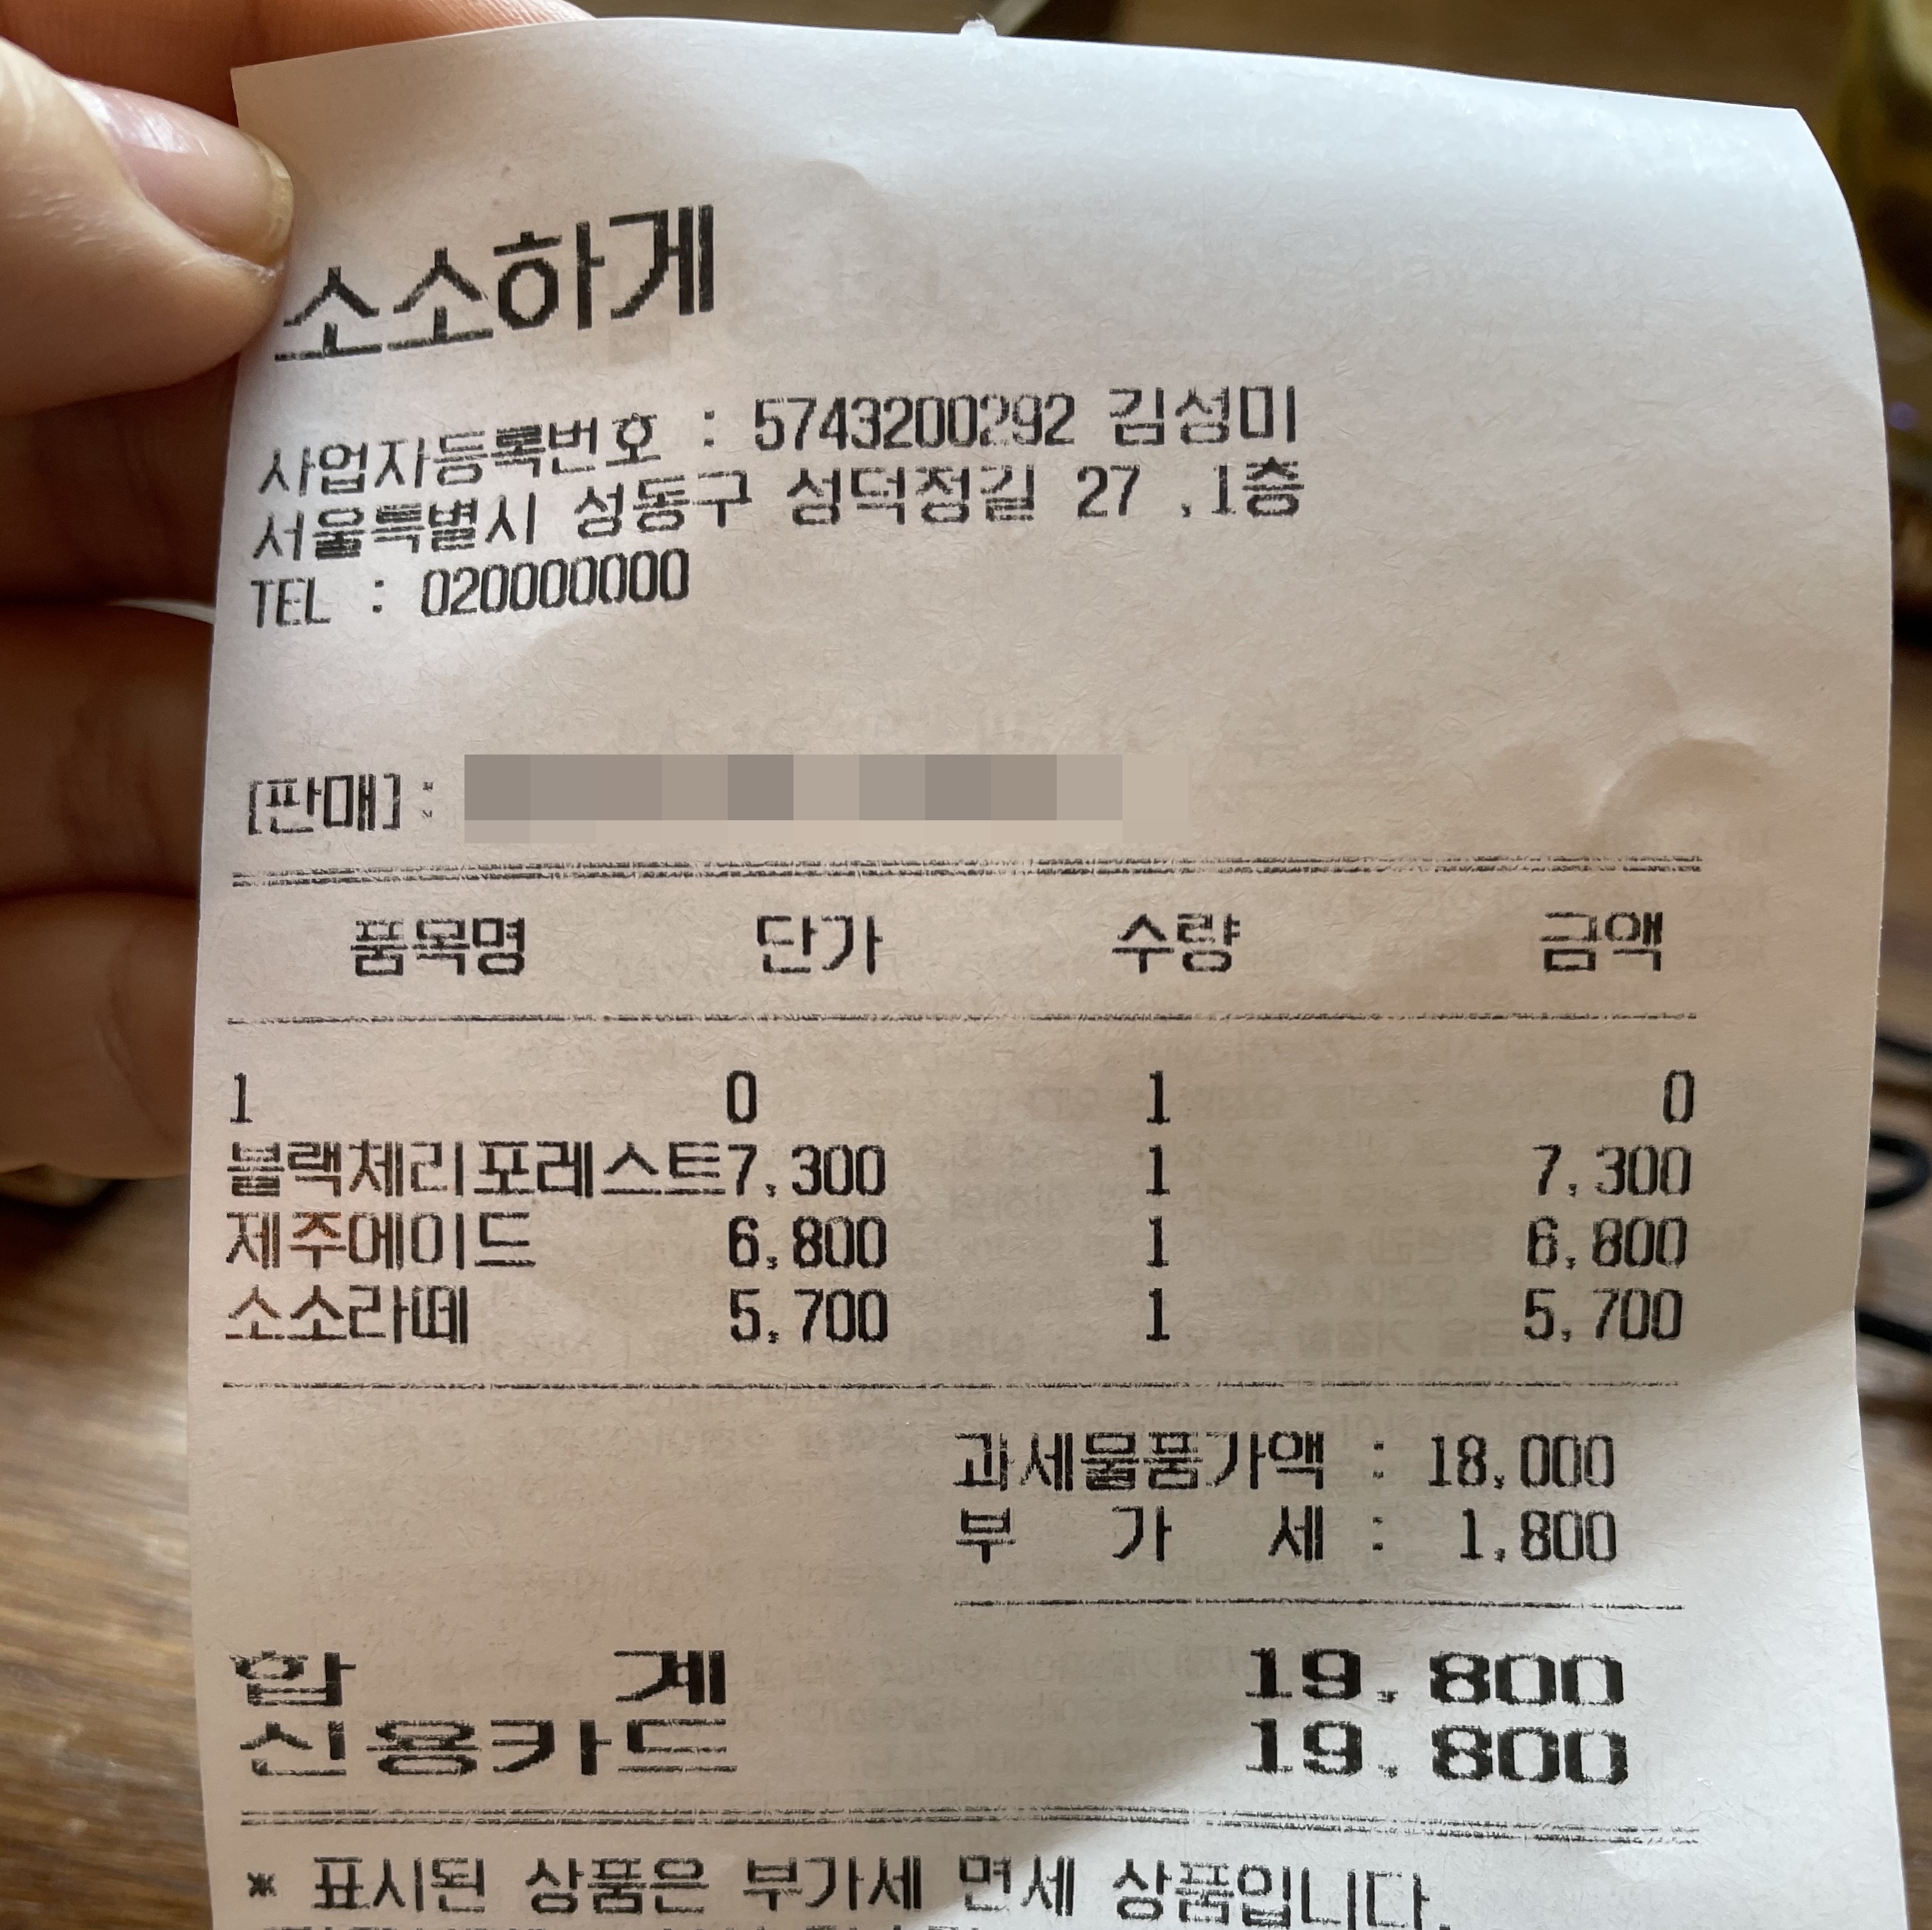 소소하게
사업자등록번호 : 5743200292 김성미
서울특별시 성동구 성덕정길 27 ,1층
TEL : 020000000
[판매] :
품목명 단가 수량 금액
1 0 1 0
블랙체리포레스트7,300 1 7,300
제주에이드 6,800 1 6,800
소소라떼 5,700 1 5,700
과세물품가액 : 18,000
부 가 세 : 1,800
합 계 19,800
신용카드 19,800
* 표시된 상품은 부가세 면세 상품입니다.